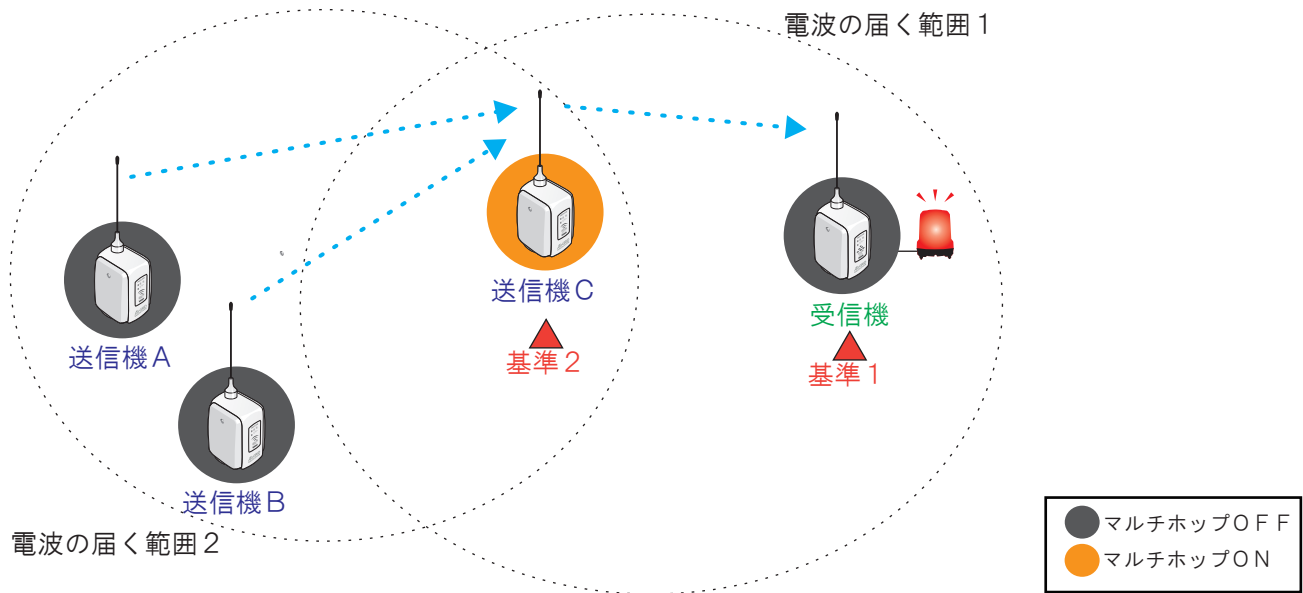 電波の届く範囲１
送信機Ｃ
基準２
受信機
基準１
送信機Ａ
送信機Ｂ
電波の届く範囲２
マルチホップＯＦＦ
マルチホップＯＮ